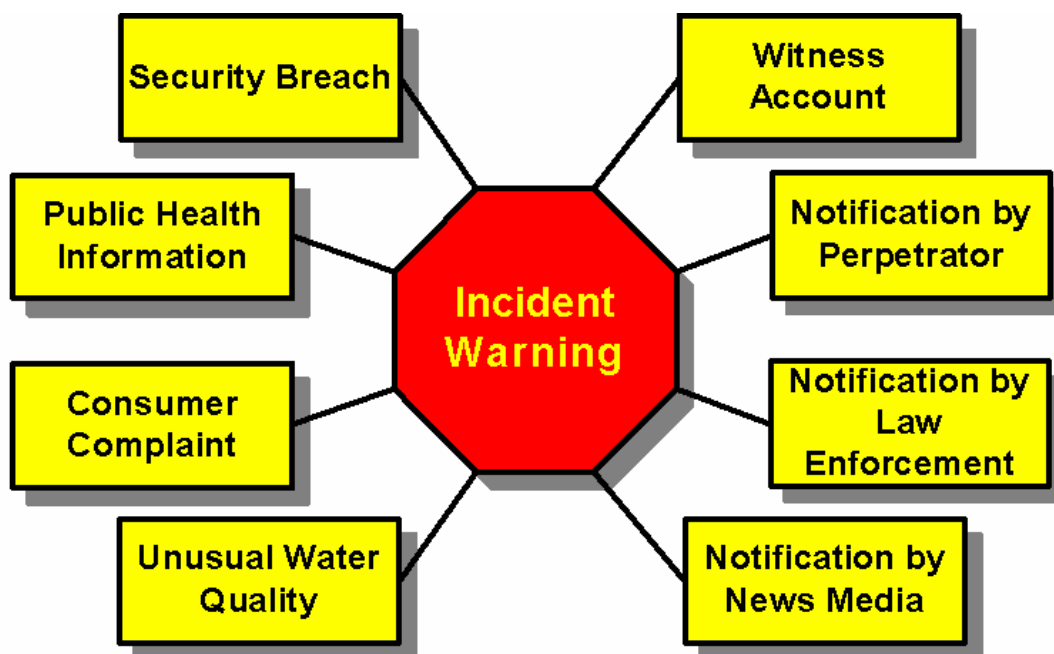 Security Breach
Witness
Account
Public Health
Information
Notification by
Perpetrator
Incident
Warning
Consumer
Complaint
Notification by
Law
Enforcement
Unusual Water
Quality
Notification by
News Media